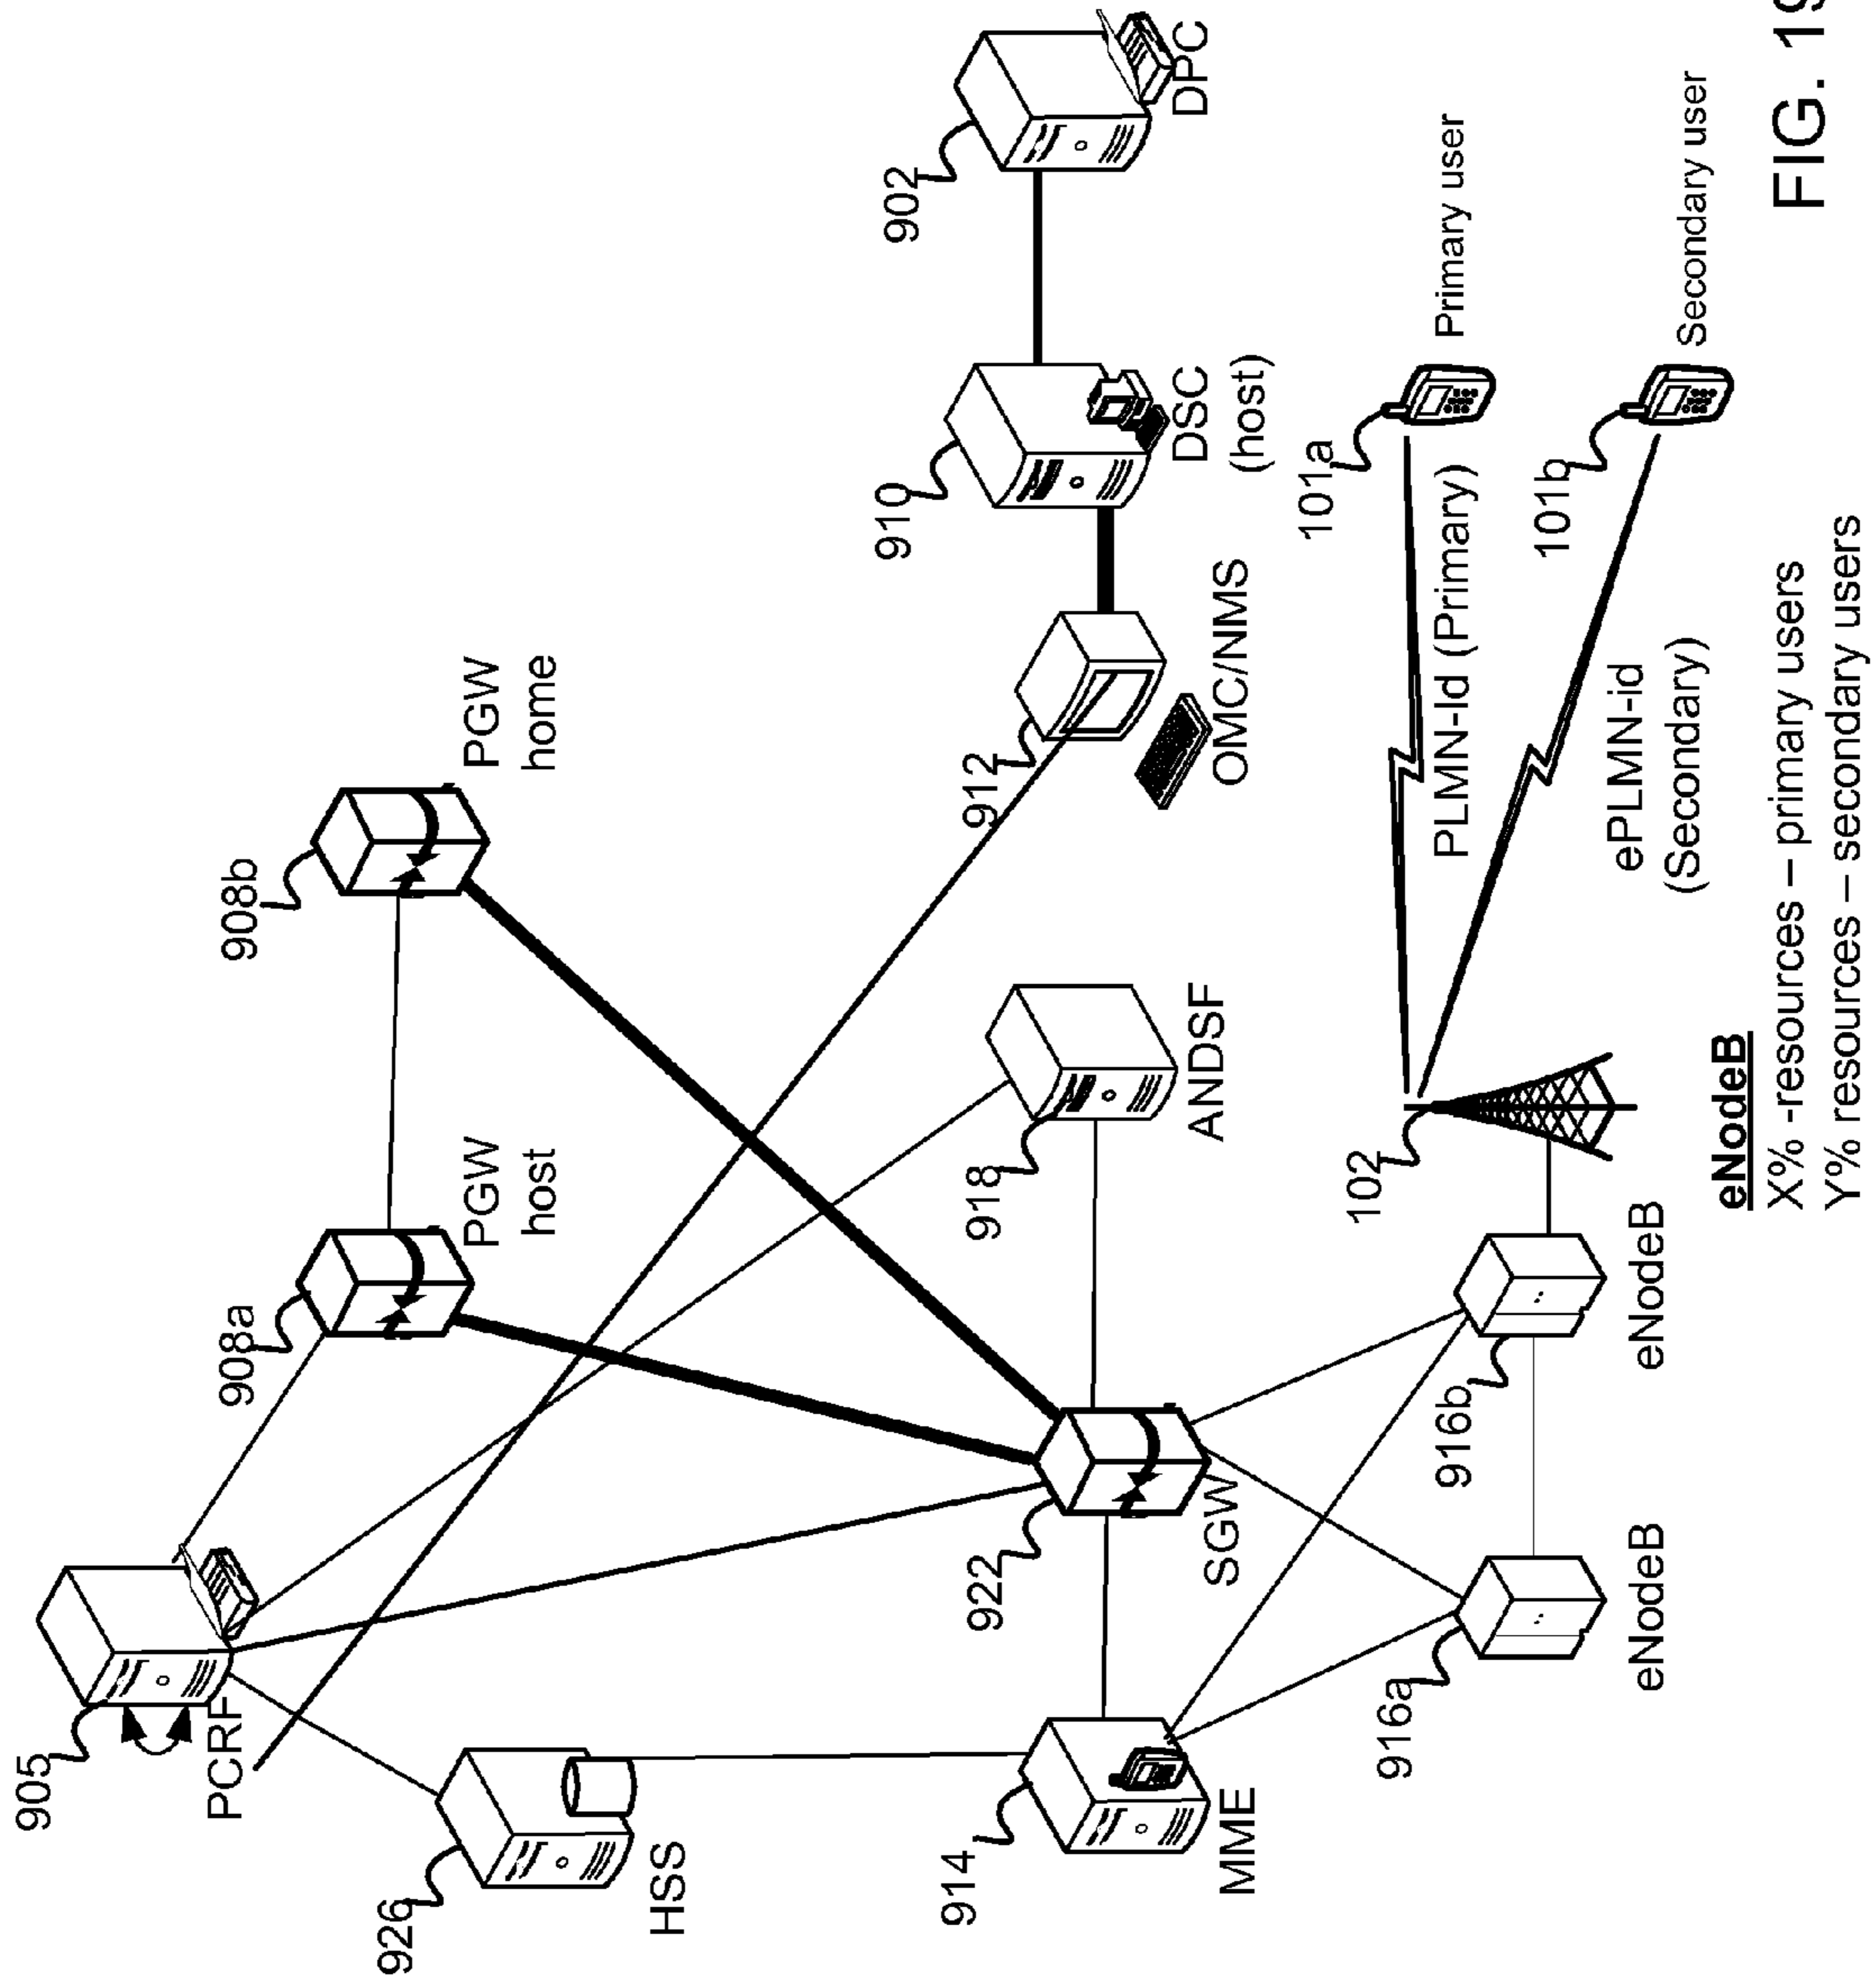 905
PCRF
926
HSS
908a
PGW
host
908b
PGW
home
914
MME
922
SGW
918
ANDSF
912
OMC/NMS
910
DSC
(host)
902
DPC
916a
eNodeB
916b
eNodeB
102
eNodeB
X% -resources – primary users
Y% resources – secondary users
PLMN-Id (Primary)
ePLMN-id
(Secondary)
101a
Primary user
101b
Secondary user
FIG. 19